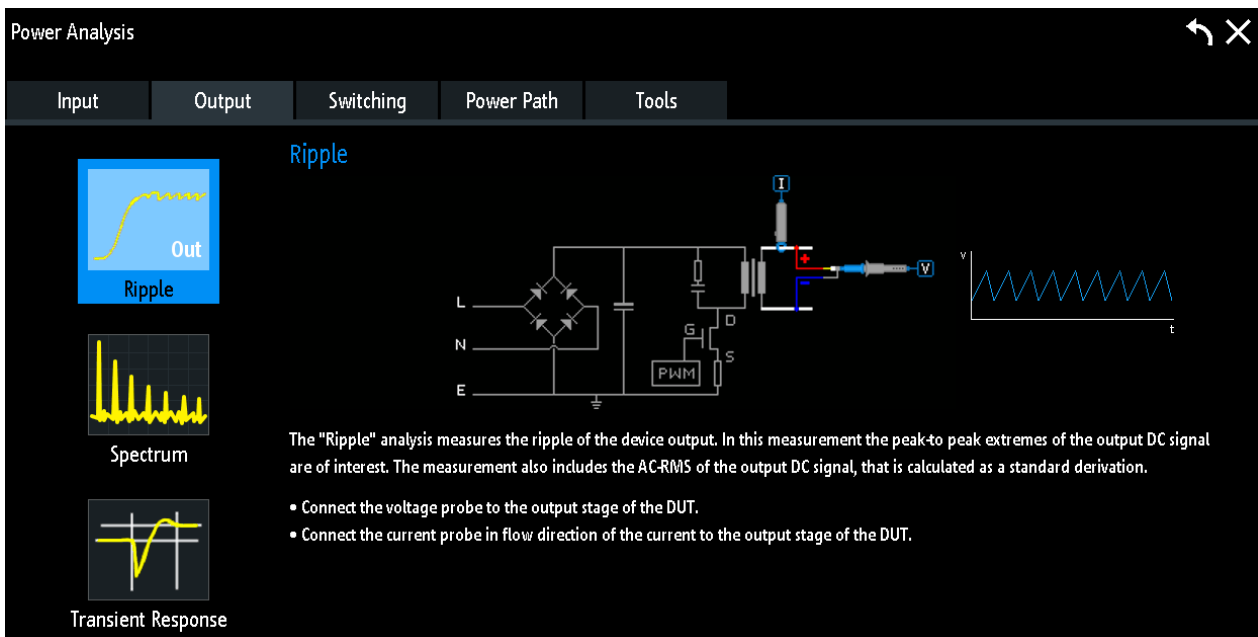 Power Analysis
Input Output Switching Power Path Tools
Out
Ripple
Spectrum
Transient Response
Ripple
I
+
-
V
L
N
E
G
D
S
PWM
V
t
The "Ripple" analysis measures the ripple of the device output. In this measurement the peak-to peak extremes of the output DC signal
are of interest. The measurement also includes the AC-RMS of the output DC signal, that is calculated as a standard derivation.
• Connect the voltage probe to the output stage of the DUT.
• Connect the current probe in flow direction of the current to the output stage of the DUT.